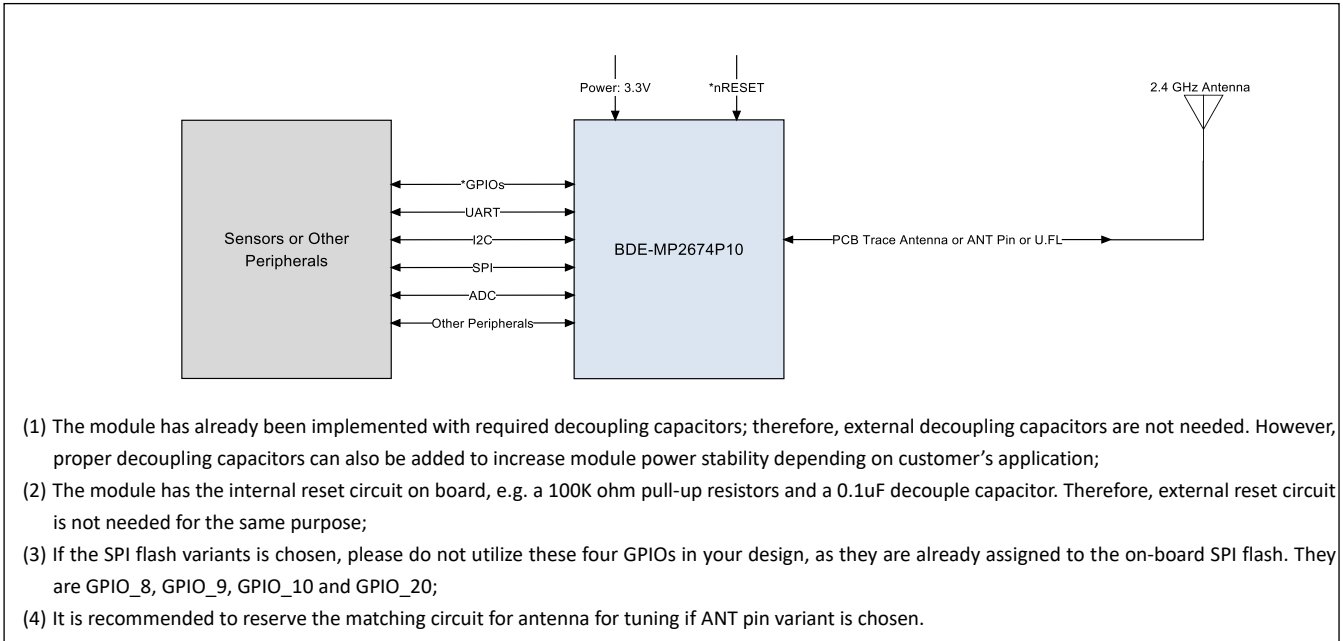 Power: 3.3V
*nRESET
2.4 GHz Antenna
Sensors or Other
Peripherals
*GPIOs
UART
I2C
SPI
ADC
Other Peripherals
BDE-MP2674P10
PCB Trace Antenna or ANT Pin or U.FL
(1) The module has already been implemented with required decoupling capacitors; therefore, external decoupling capacitors are not needed. However,
proper decoupling capacitors can also be added to increase module power stability depending on customer’s application;
(2) The module has the internal reset circuit on board, e.g. a 100K ohm pull-up resistors and a 0.1uF decouple capacitor. Therefore, external reset circuit
is not needed for the same purpose;
(3) If the SPI flash variants is chosen, please do not utilize these four GPIOs in your design, as they are already assigned to the on-board SPI flash. They
are GPIO_8, GPIO_9, GPIO_10 and GPIO_20;
(4) It is recommended to reserve the matching circuit for antenna for tuning if ANT pin variant is chosen.